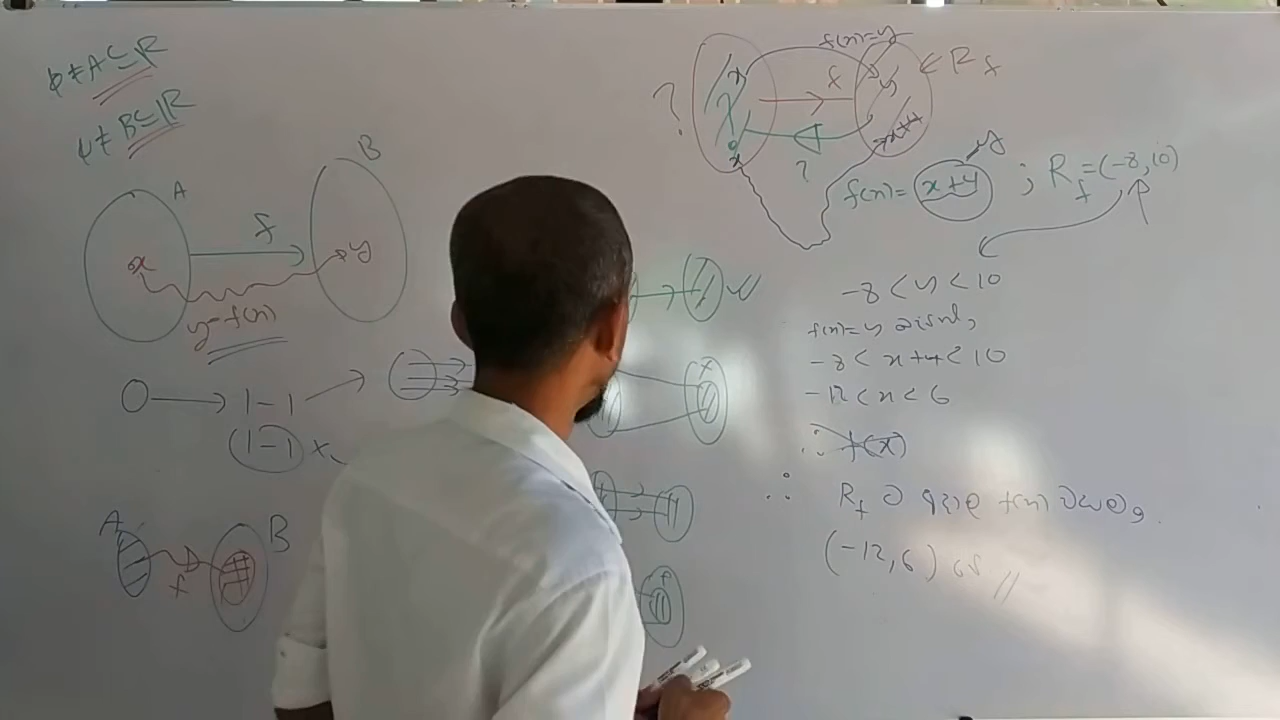 ϕ ≠ A ⊆ ℝ
ϕ ≠ B ⊆ ℝ
A
B
f
x
y
y=f(x)
1-1
(1-1) x
A
B
f
f(x)=y
x
f
y
← R_f
?
x
x+4
?
f(x)= x+4 ; R_f = (-8, 10)
y
-8 < y < 10
f(x)=y
-8 < x+4 < 10
-12 < x < 6
∴ f(x)
∴ R_f f(x)
(-12, 6)